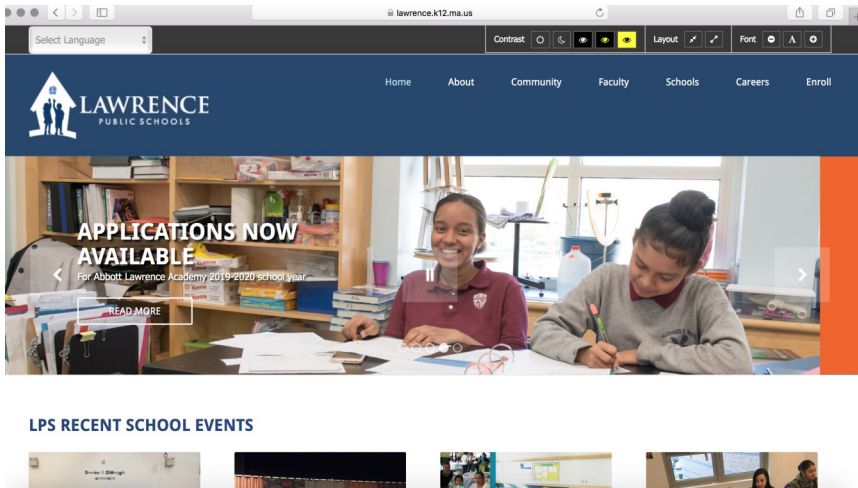 lawrence.k12.ma.us
Select Language
Contrast
Layout
Font
A
LAWRENCE
PUBLIC SCHOOLS
Home About Community Faculty Schools Careers Enroll
APPLICATIONS NOW
AVAILABLE
For Abbott Lawrence Academy 2019-2020 school year
READ MORE
LPS RECENT SCHOOL EVENTS